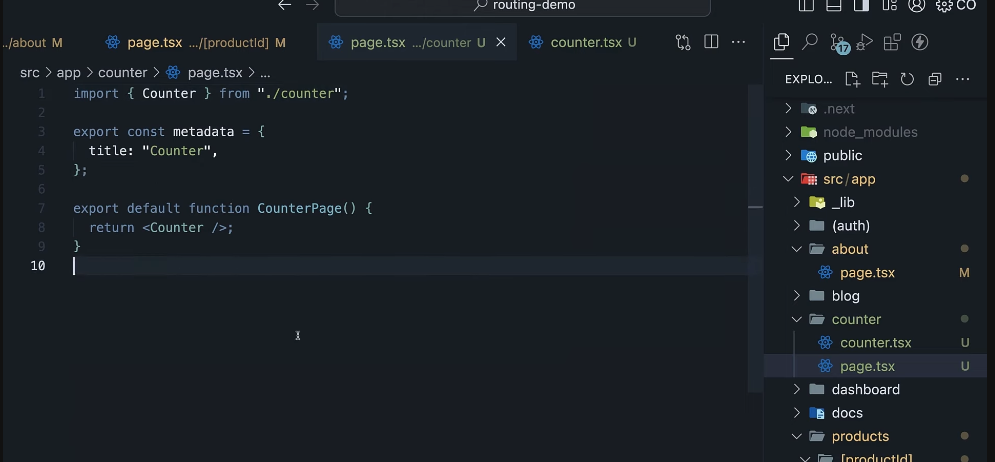 routing-demo
CO
../about M
page.tsx .../[productId] M
page.tsx .../counter U
counter.tsx U
src > app > counter > page.tsx > ...
1 import { Counter } from "./counter";
2
3 export const metadata = {
4 title: "Counter",
5 };
6
7 export default function CounterPage() {
8 return <Counter />;
9 }
10
17
EXPLO...
.next
node_modules
public
src/app
_lib
(auth)
about
page.tsx M
blog
counter
counter.tsx U
page.tsx U
dashboard
docs
products
[productId]